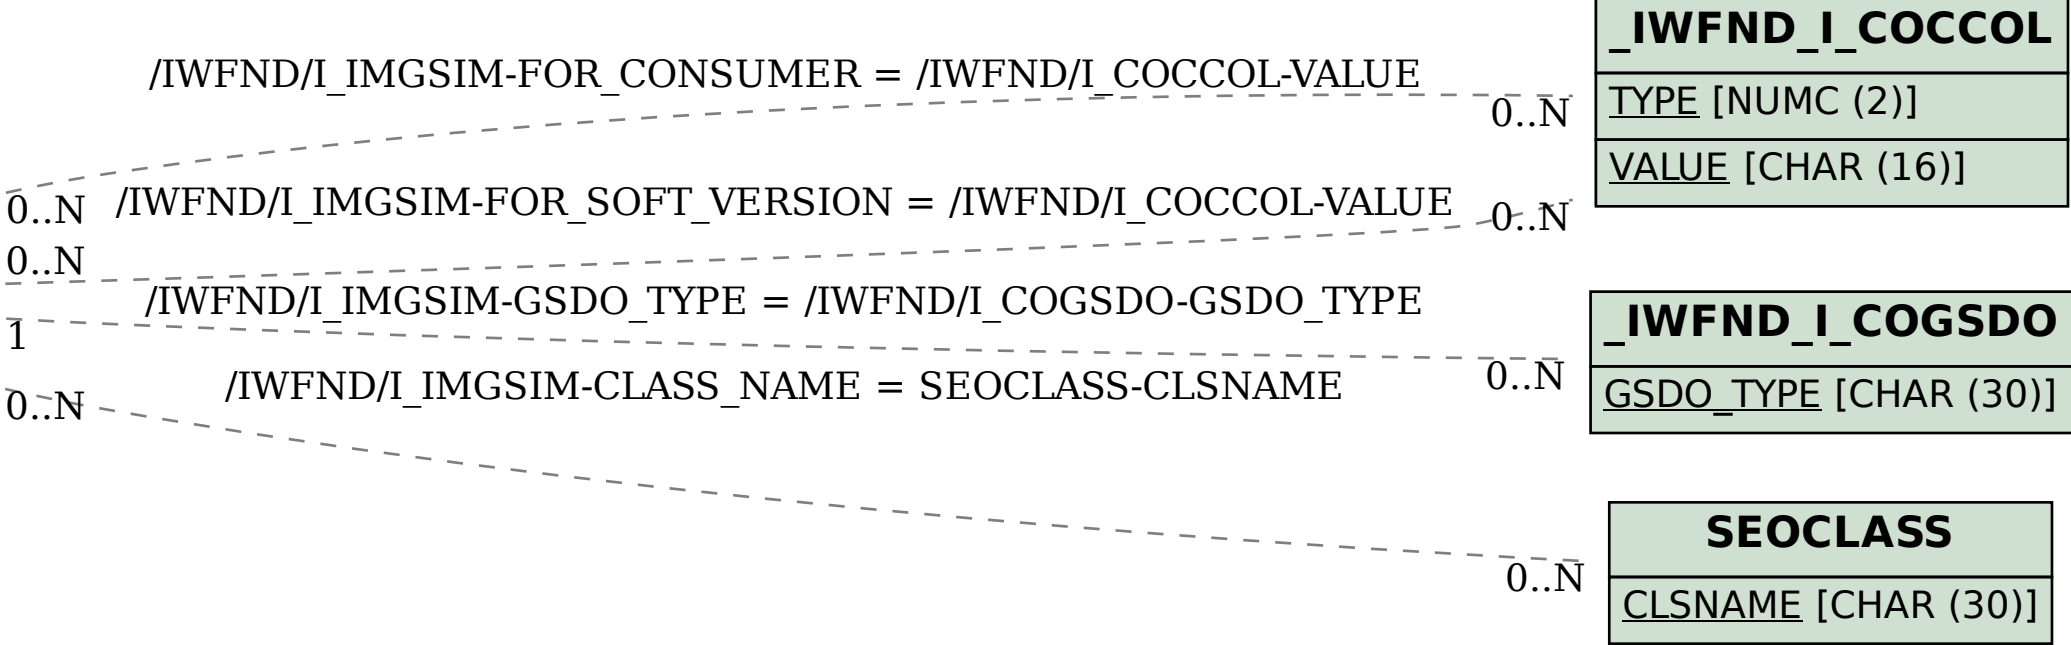 _IWFND_I_COCCOL
/IWFND/I_IMGSIM-FOR_CONSUMER = /IWFND/I_COCCOL-VALUE
TYPE [NUMC (2)]
0..N
VALUE [CHAR (16)]
0..N
/IWFND/I_IMGSIM-FOR_SOFT_VERSION = /IWFND/I_COCCOL-VALUE
0..N
0..N
/IWFND/I_IMGSIM-GSDO_TYPE = /IWFND/I_COGSDO-GSDO_TYPE
_IWFND_I_COGSDO
1
0..N
/IWFND/I_IMGSIM-CLASS_NAME = SEOCLASS-CLSNAME
GSDO_TYPE [CHAR (30)]
0..N
SEOCLASS
0..N
CLSNAME [CHAR (30)]